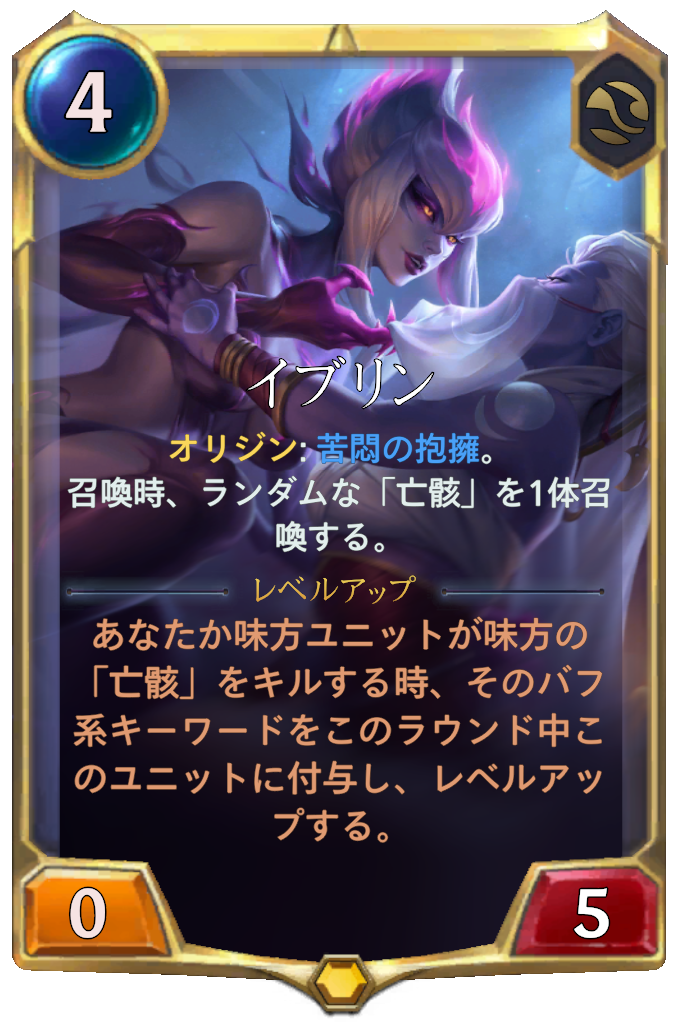 4
イブリン
オリジン: 苦悶の抱擁。
召喚時、ランダムな「亡骸」を1体召
喚する。
レベルアップ
あなたか味方ユニットが味方の
「亡骸」をキルする時、そのバフ
系キーワードをこのラウンド中こ
のユニットに付与し、レベルアッ
プする。
0
5